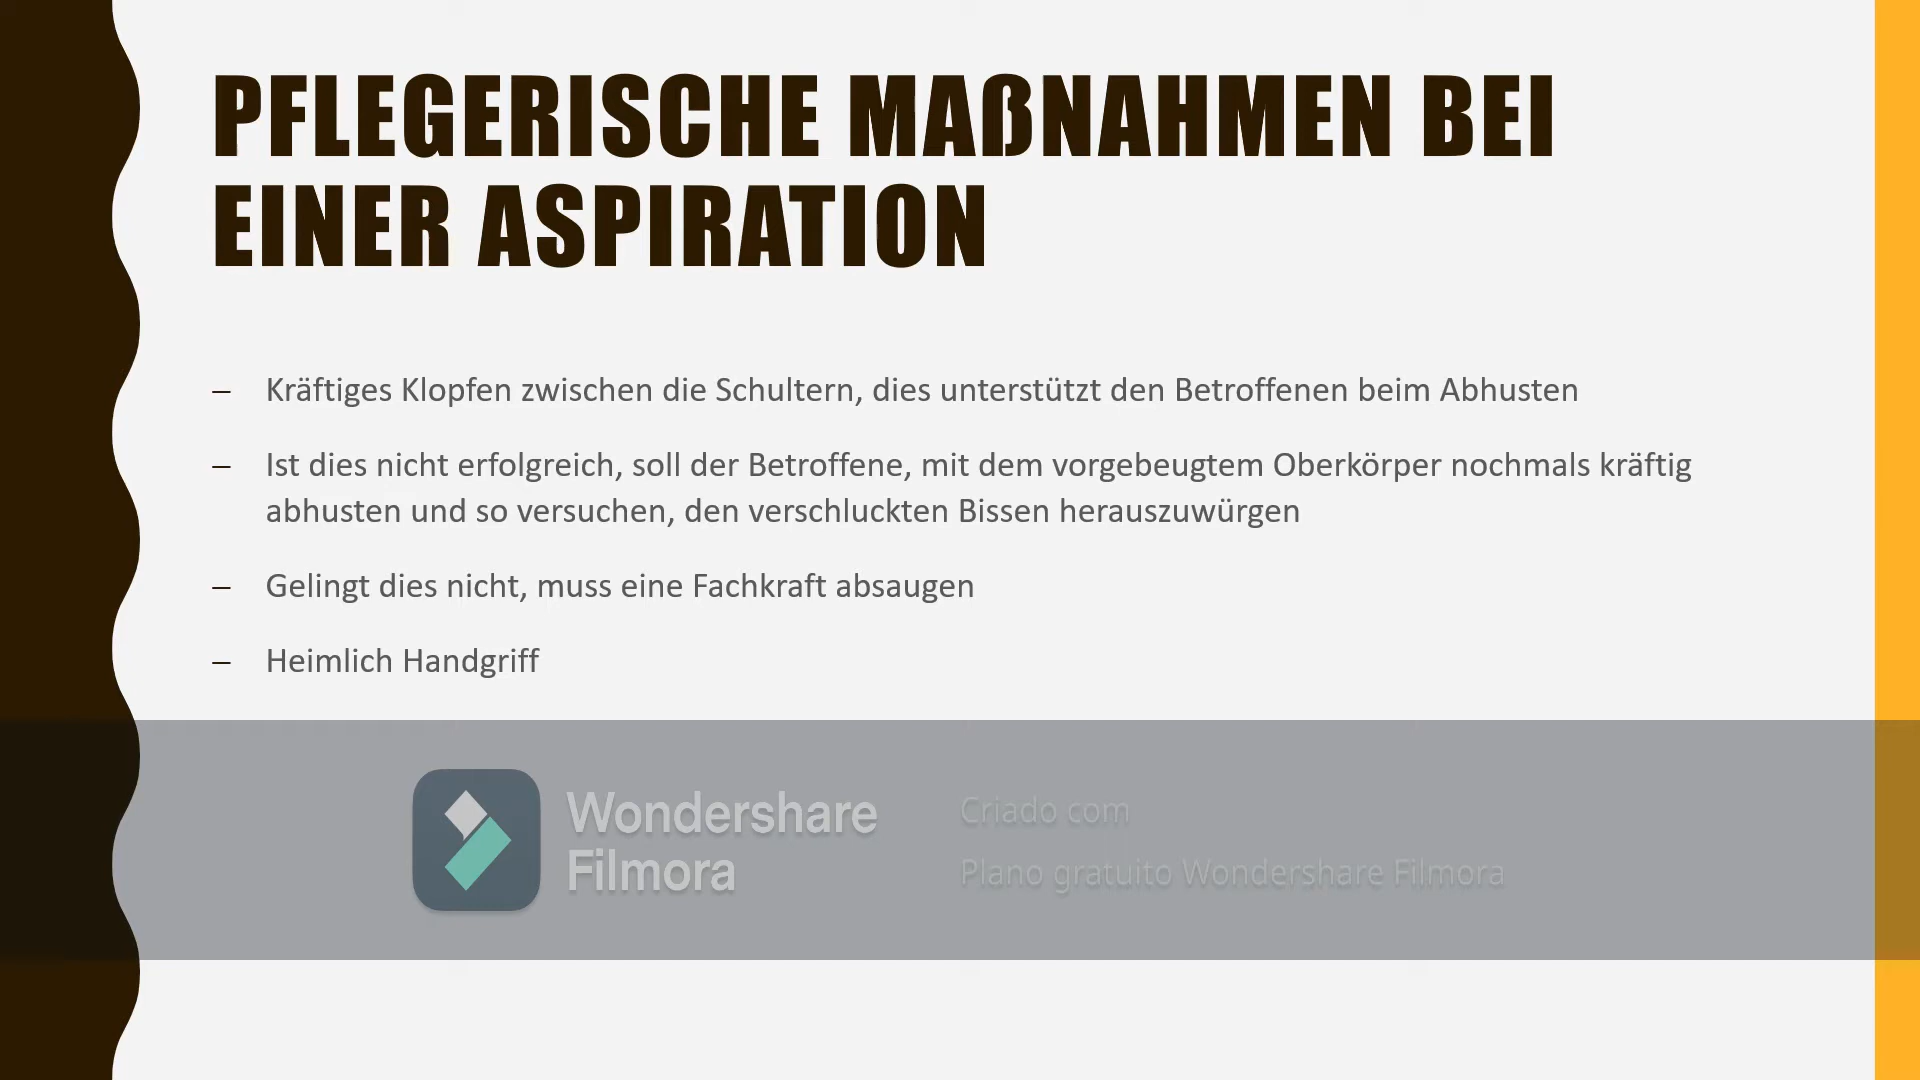 PFLEGERISCHE MAßNAHMEN BEI
EINER ASPIRATION
– Kräftiges Klopfen zwischen die Schultern, dies unterstützt den Betroffenen beim Abhusten
– Ist dies nicht erfolgreich, soll der Betroffene, mit dem vorgebeugtem Oberkörper nochmals kräftig
abhusten und so versuchen, den verschluckten Bissen herauszuwürgen
– Gelingt dies nicht, muss eine Fachkraft absaugen
– Heimlich Handgriff
Wondershare
Filmora
Criado com
Plano gratuito Wondershare Filmora